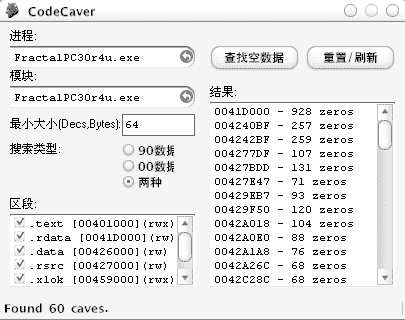 CodeCaver
进程:
FractalPC30r4u.exe
查找空数据
重置/刷新
模块:
FractalPC30r4u.exe
最小大小(Decs,Bytes):
64
搜索类型:
90数据
00数据
两种
区段:
.text [00401000](rwx)
.rdata [0041D000](rw)
.data [00426000](rw)
.rsrc [00427000](rw)
.xlok [00459000](rwx)
结果:
0041D000 - 928 zeros
004240BF - 257 zeros
004242BF - 259 zeros
004277DF - 107 zeros
00427BDD - 131 zeros
00427E47 - 71 zeros
00429EB7 - 93 zeros
00429F50 - 120 zeros
0042A018 - 104 zeros
0042A0E0 - 88 zeros
0042A1A8 - 76 zeros
0042A26C - 68 zeros
0042C28C - 68 zeros
Found 60 caves.